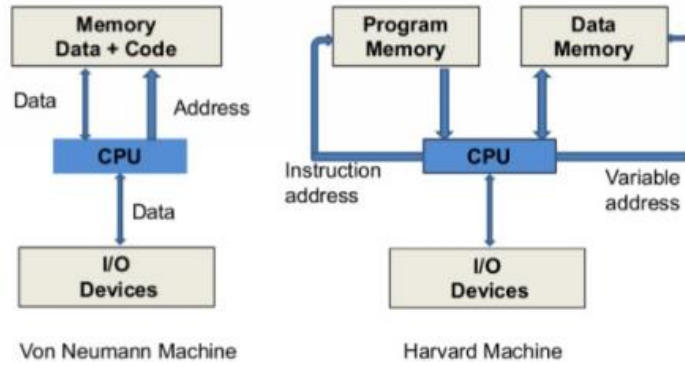 Memory
Data + Code
Data
Address
CPU
Data
I/O
Devices
Von Neumann Machine
Program
Memory
Data
Memory
Instruction
address
CPU
Variable
address
I/O
Devices
Harvard Machine